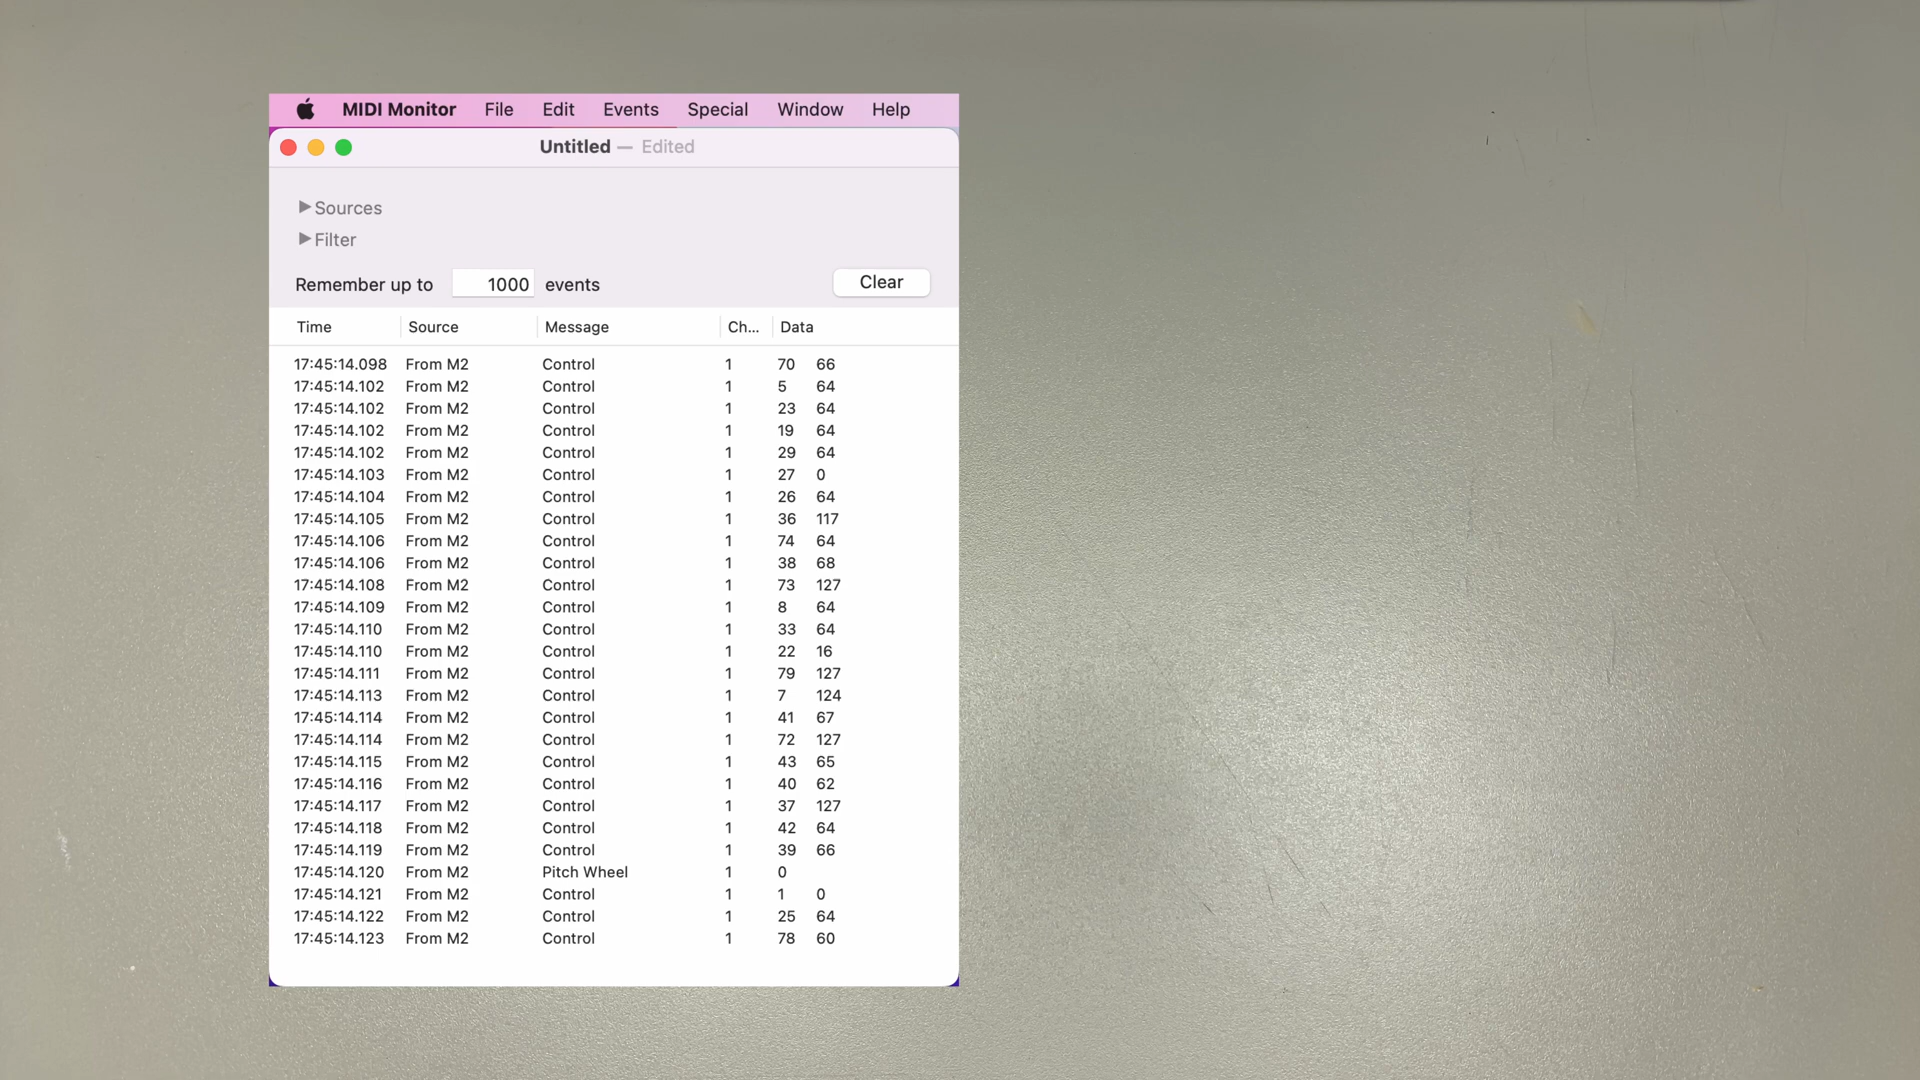 MIDI Monitor File Edit Events Special Window Help
Untitled — Edited
Sources
Filter
Remember up to 1000 events Clear
Time Source Message Ch... Data
17:45:14.098 From M2 Control 1 70 66
17:45:14.102 From M2 Control 1 5 64
17:45:14.102 From M2 Control 1 23 64
17:45:14.102 From M2 Control 1 19 64
17:45:14.102 From M2 Control 1 29 64
17:45:14.103 From M2 Control 1 27 0
17:45:14.104 From M2 Control 1 26 64
17:45:14.105 From M2 Control 1 36 117
17:45:14.106 From M2 Control 1 74 64
17:45:14.106 From M2 Control 1 38 68
17:45:14.108 From M2 Control 1 73 127
17:45:14.109 From M2 Control 1 8 64
17:45:14.110 From M2 Control 1 33 64
17:45:14.110 From M2 Control 1 22 16
17:45:14.111 From M2 Control 1 79 127
17:45:14.113 From M2 Control 1 7 124
17:45:14.114 From M2 Control 1 41 67
17:45:14.114 From M2 Control 1 72 127
17:45:14.115 From M2 Control 1 43 65
17:45:14.116 From M2 Control 1 40 62
17:45:14.117 From M2 Control 1 37 127
17:45:14.118 From M2 Control 1 42 64
17:45:14.119 From M2 Control 1 39 66
17:45:14.120 From M2 Pitch Wheel 1 0
17:45:14.121 From M2 Control 1 1 0
17:45:14.122 From M2 Control 1 25 64
17:45:14.123 From M2 Control 1 78 60